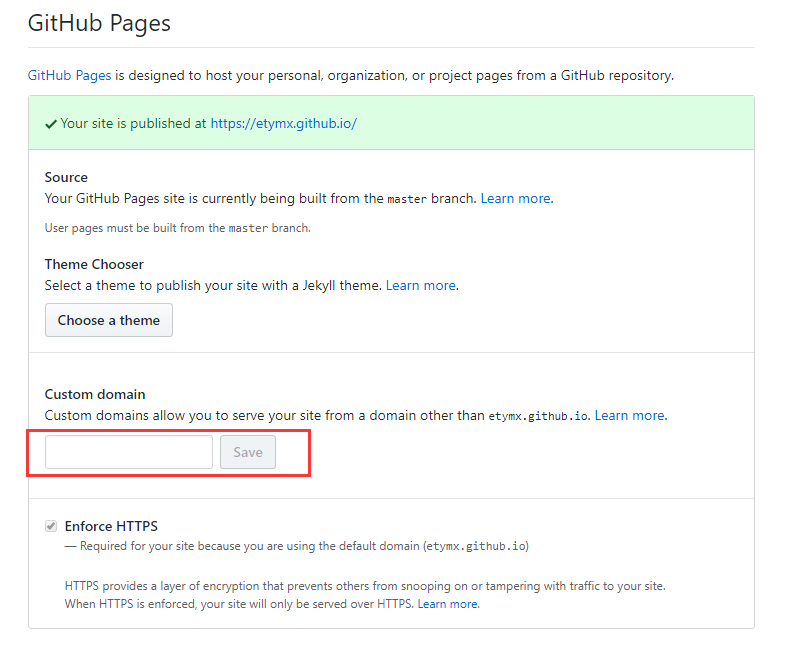 GitHub Pages
GitHub Pages is designed to host your personal, organization, or project pages from a GitHub repository.
Your site is published at https://etymx.github.io/
Source
Your GitHub Pages site is currently being built from the master branch. Learn more.
User pages must be built from the master branch.
Theme Chooser
Select a theme to publish your site with a Jekyll theme. Learn more.
Choose a theme
Custom domain
Custom domains allow you to serve your site from a domain other than etymx.github.io. Learn more.
Save
Enforce HTTPS
— Required for your site because you are using the default domain (etymx.github.io)
HTTPS provides a layer of encryption that prevents others from snooping on or tampering with traffic to your site.
When HTTPS is enforced, your site will only be served over HTTPS. Learn more.